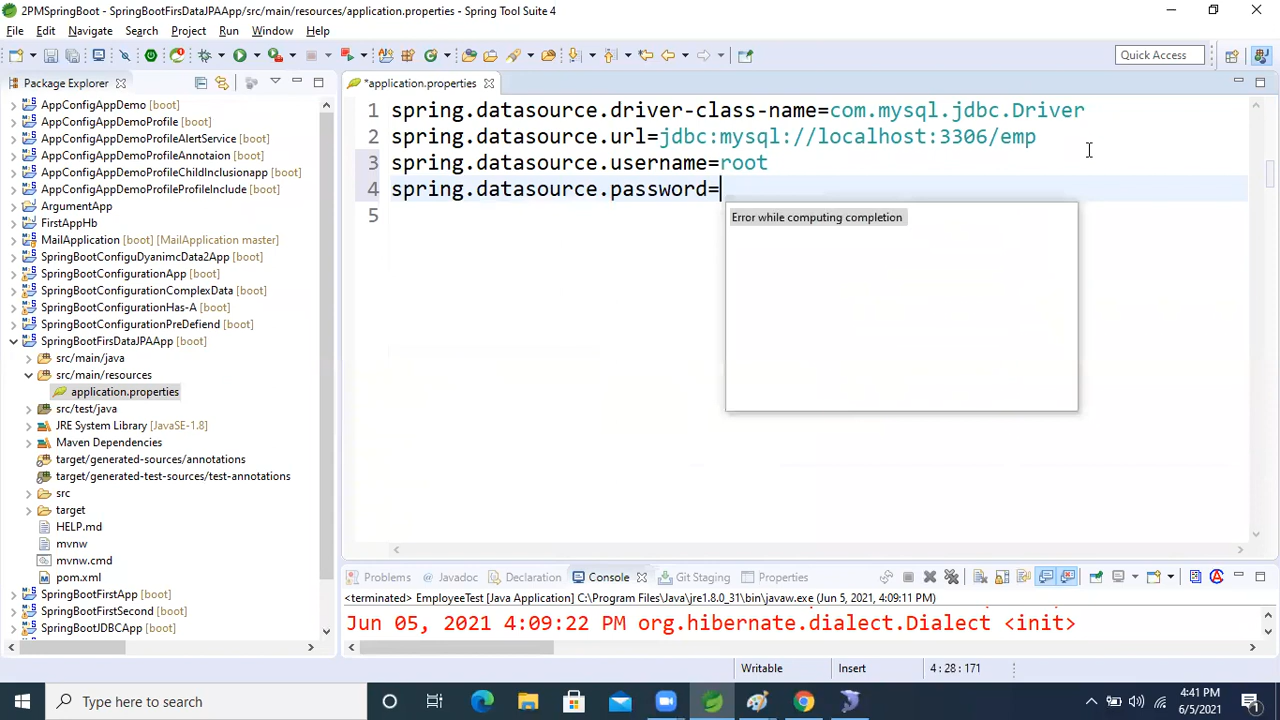 2PMSpringBoot - SpringBootFirsDataJPAApp/src/main/resources/application.properties - Spring Tool Suite 4
File Edit Navigate Search Project Run Window Help
Quick Access
Package Explorer
AppConfigAppDemo [boot]
AppConfigAppDemoProfile [boot]
AppConfigAppDemoProfileAlertService [boot]
AppConfigAppDemoProfileAnnotaion [boot]
AppConfigAppDemoProfileChildInclusionapp [boot]
AppConfigAppDemoProfileProfileInclude [boot]
ArgumentApp
FirstAppHb
MailApplication [boot] [MailApplication master]
SpringBootConfiguDyanimcData2App [boot]
SpringBootConfigurationApp [boot]
SpringBootConfigurationComplexData [boot]
SpringBootConfigurationHas-A [boot]
SpringBootConfigurationPreDefiend [boot]
SpringBootFirsDataJPAApp [boot]
src/main/java
src/main/resources
application.properties
src/test/java
JRE System Library [JavaSE-1.8]
Maven Dependencies
target/generated-sources/annotations
target/generated-test-sources/test-annotations
src
target
HELP.md
mvnw
mvnw.cmd
pom.xml
SpringBootFirstApp [boot]
SpringBootFirstSecond [boot]
SpringBootJDBCApp [boot]
*application.properties
1 spring.datasource.driver-class-name=com.mysql.jdbc.Driver
2 spring.datasource.url=jdbc:mysql://localhost:3306/emp
3 spring.datasource.username=root
4 spring.datasource.password=
5
Error while computing completion
Problems Javadoc Declaration Console Git Staging Properties
<terminated> EmployeeTest [Java Application] C:\Program Files\Java\jre1.8.0_31\bin\javaw.exe (Jun 5, 2021 4:09:11 PM)
Jun 05, 2021 4:09:22 PM org.hibernate.dialect.Dialect <init>
Writable Insert 4 : 28 : 171
Type here to search
4:41 PM
6/5/2021